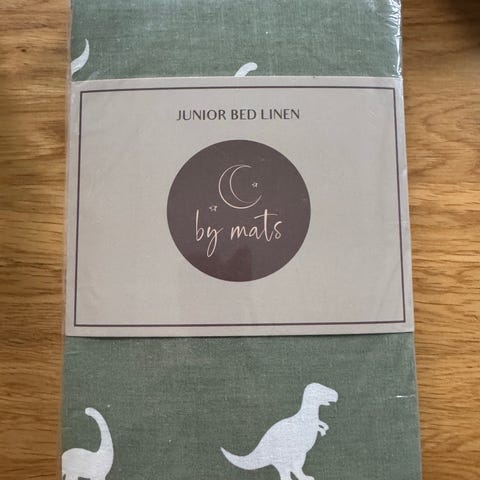 JUNIOR BED LINEN
by mats